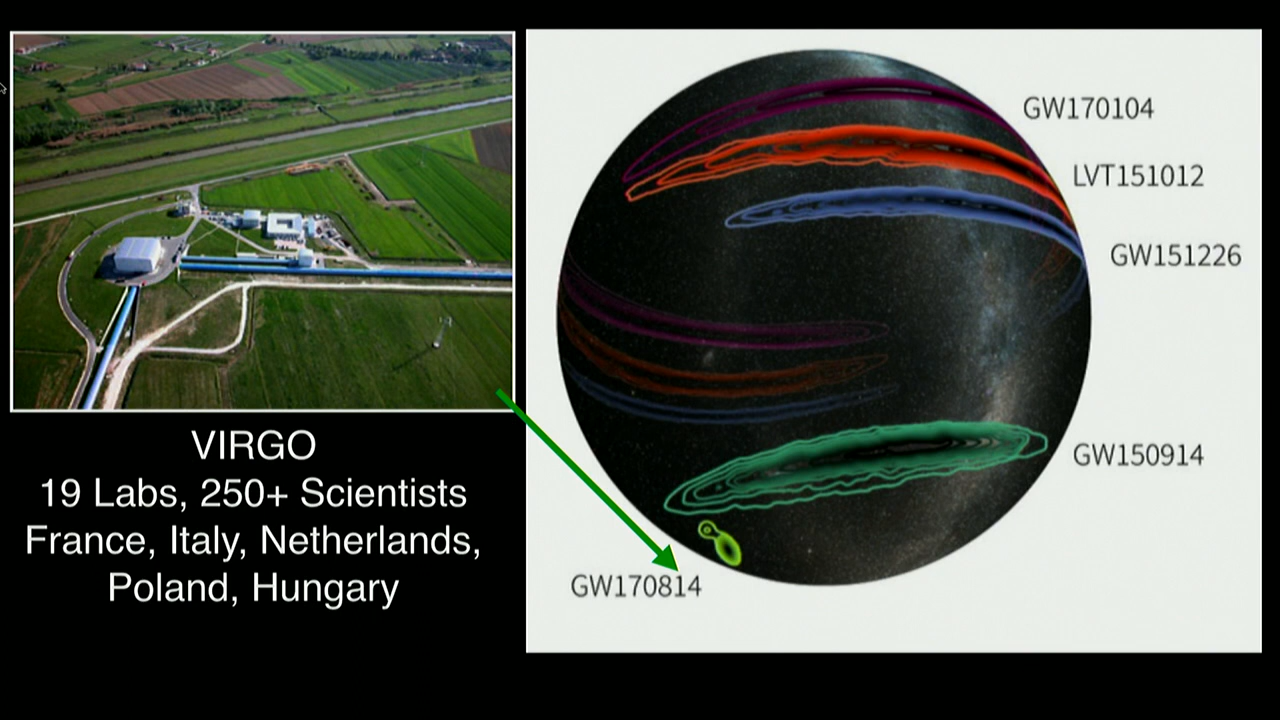 VIRGO
19 Labs, 250+ Scientists
France, Italy, Netherlands,
Poland, Hungary
GW170104
LVT151012
GW151226
GW150914
GW170814